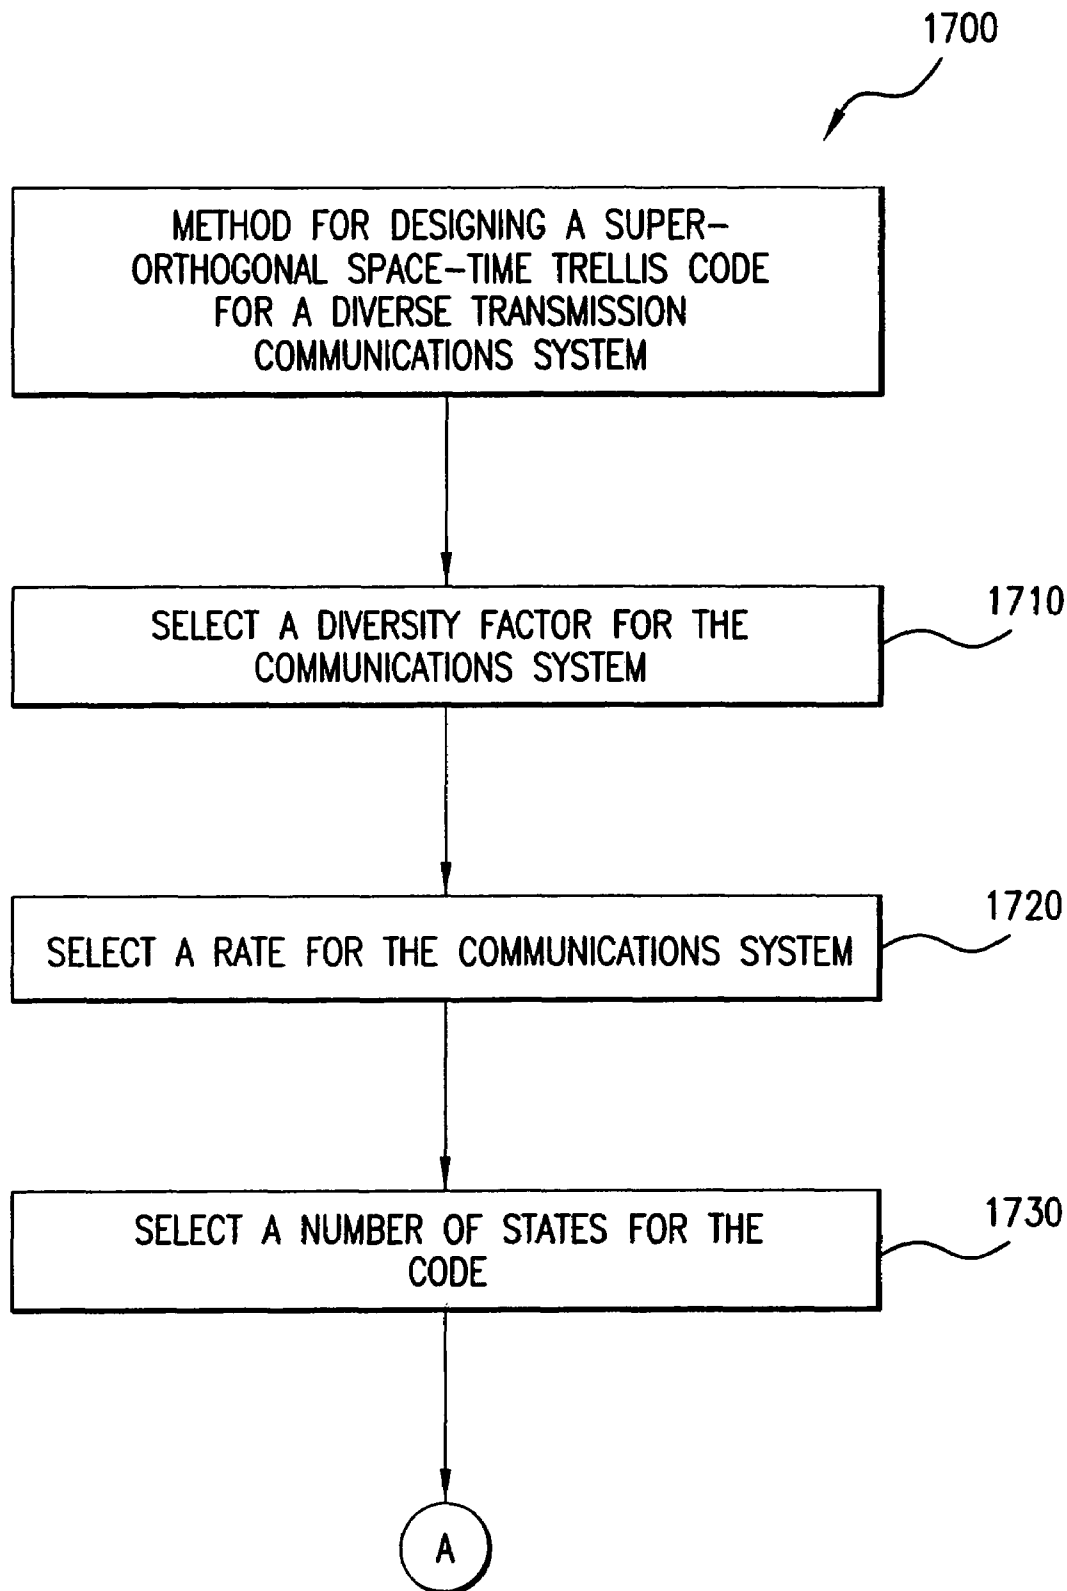 1700
METHOD FOR DESIGNING A SUPER-
ORTHOGONAL SPACE-TIME TRELLIS CODE
FOR A DIVERSE TRANSMISSION
COMMUNICATIONS SYSTEM
SELECT A DIVERSITY FACTOR FOR THE
COMMUNICATIONS SYSTEM
1710
SELECT A RATE FOR THE COMMUNICATIONS SYSTEM
1720
SELECT A NUMBER OF STATES FOR THE
CODE
1730
A